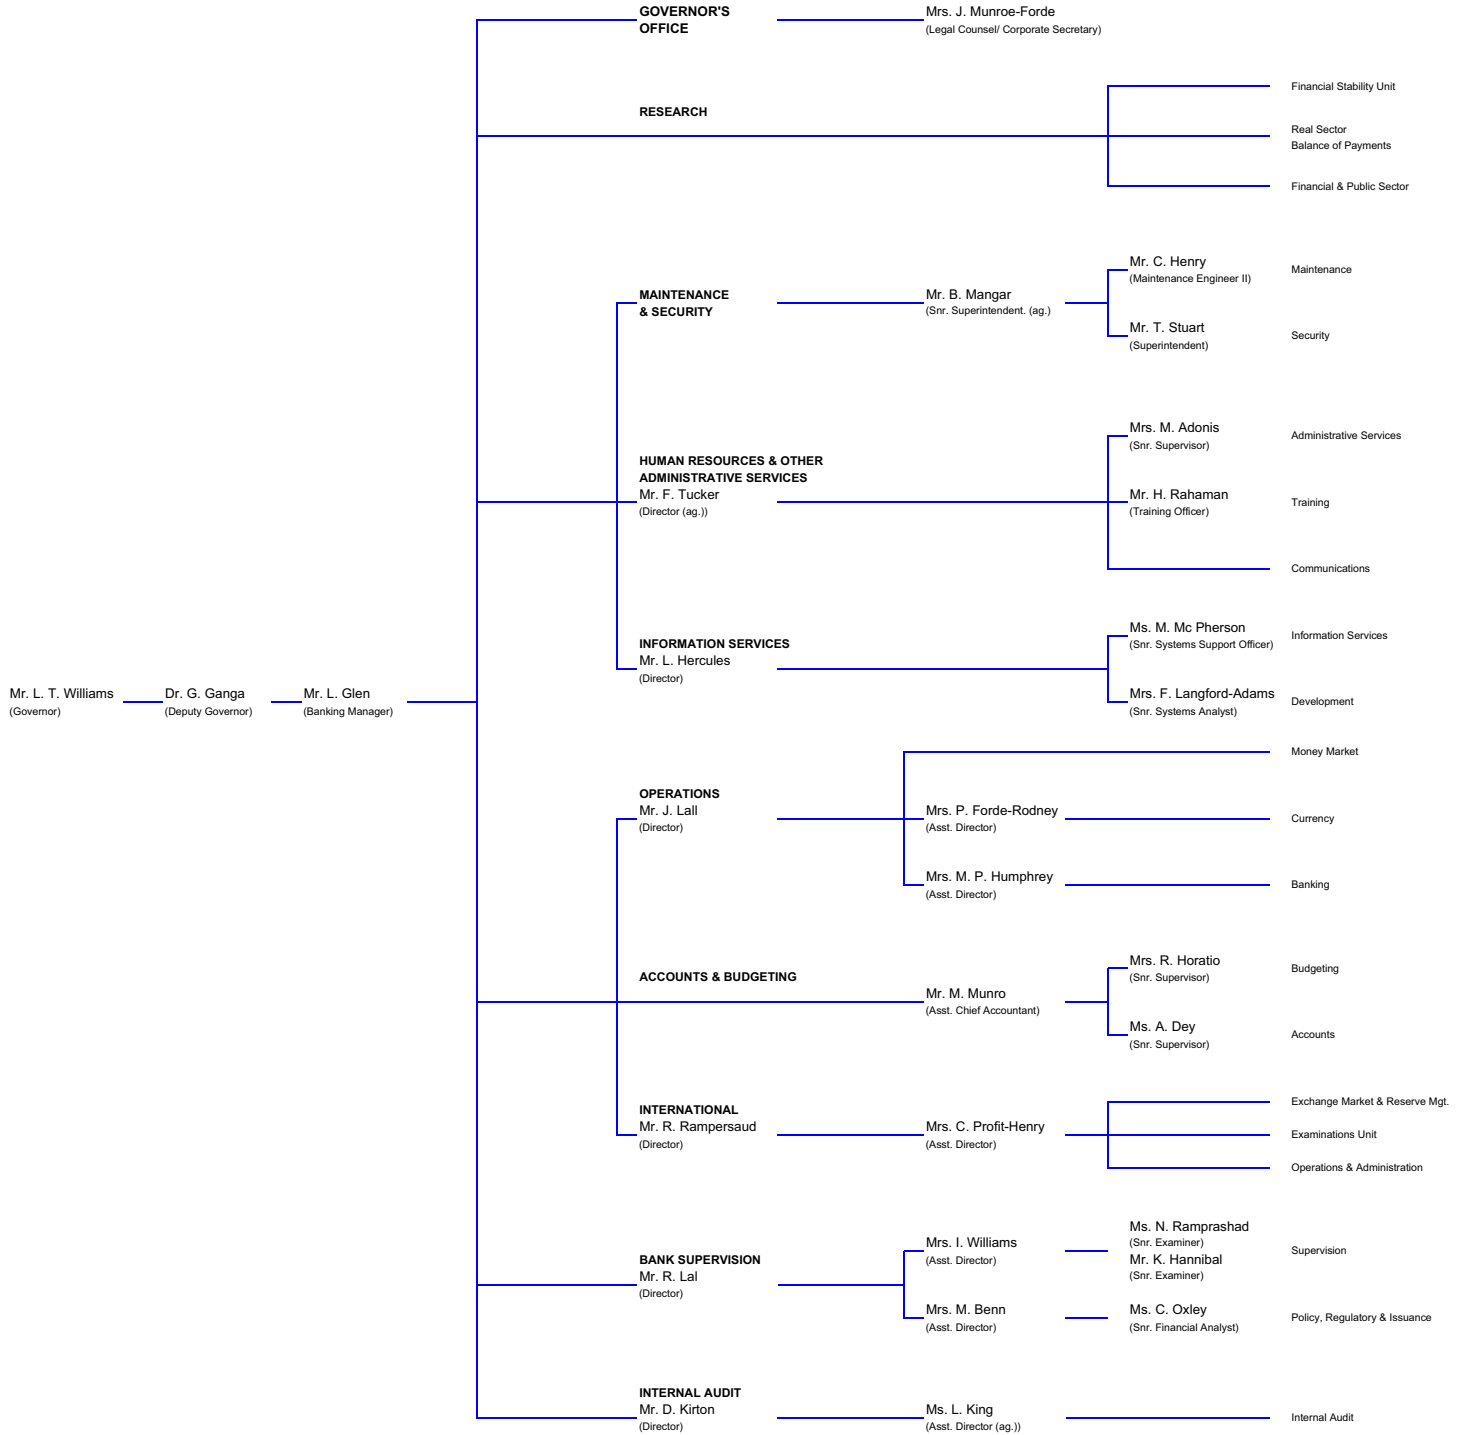 GOVERNOR'S
OFFICE
Mrs. J. Munroe-Forde
(Legal Counsel/ Corporate Secretary)
RESEARCH
Financial Stability Unit
Real Sector
Balance of Payments
Financial & Public Sector
MAINTENANCE
& SECURITY
Mr. B. Mangar
(Snr. Superintendent. (ag.)
Mr. C. Henry
(Maintenance Engineer II)
Maintenance
Mr. T. Stuart
(Superintendent)
Security
HUMAN RESOURCES & OTHER
ADMINISTRATIVE SERVICES
Mr. F. Tucker
(Director (ag.))
Mrs. M. Adonis
(Snr. Supervisor)
Administrative Services
Mr. H. Rahaman
(Training Officer)
Training
Communications
INFORMATION SERVICES
Mr. L. Hercules
(Director)
Ms. M. Mc Pherson
(Snr. Systems Support Officer)
Information Services
Mrs. F. Langford-Adams
(Snr. Systems Analyst)
Development
Mr. L. T. Williams
(Governor)
Dr. G. Ganga
(Deputy Governor)
Mr. L. Glen
(Banking Manager)
OPERATIONS
Mr. J. Lall
(Director)
Money Market
Mrs. P. Forde-Rodney
(Asst. Director)
Currency
Mrs. M. P. Humphrey
(Asst. Director)
Banking
ACCOUNTS & BUDGETING
Mr. M. Munro
(Asst. Chief Accountant)
Mrs. R. Horatio
(Snr. Supervisor)
Budgeting
Ms. A. Dey
(Snr. Supervisor)
Accounts
INTERNATIONAL
Mr. R. Rampersaud
(Director)
Mrs. C. Profit-Henry
(Asst. Director)
Exchange Market & Reserve Mgt.
Examinations Unit
Operations & Administration
BANK SUPERVISION
Mr. R. Lal
(Director)
Mrs. I. Williams
(Asst. Director)
Ms. N. Ramprashad
(Snr. Examiner)
Mr. K. Hannibal
(Snr. Examiner)
Supervision
Mrs. M. Benn
(Asst. Director)
Ms. C. Oxley
(Snr. Financial Analyst)
Policy, Regulatory & Issuance
INTERNAL AUDIT
Mr. D. Kirton
(Director)
Ms. L. King
(Asst. Director (ag.))
Internal Audit